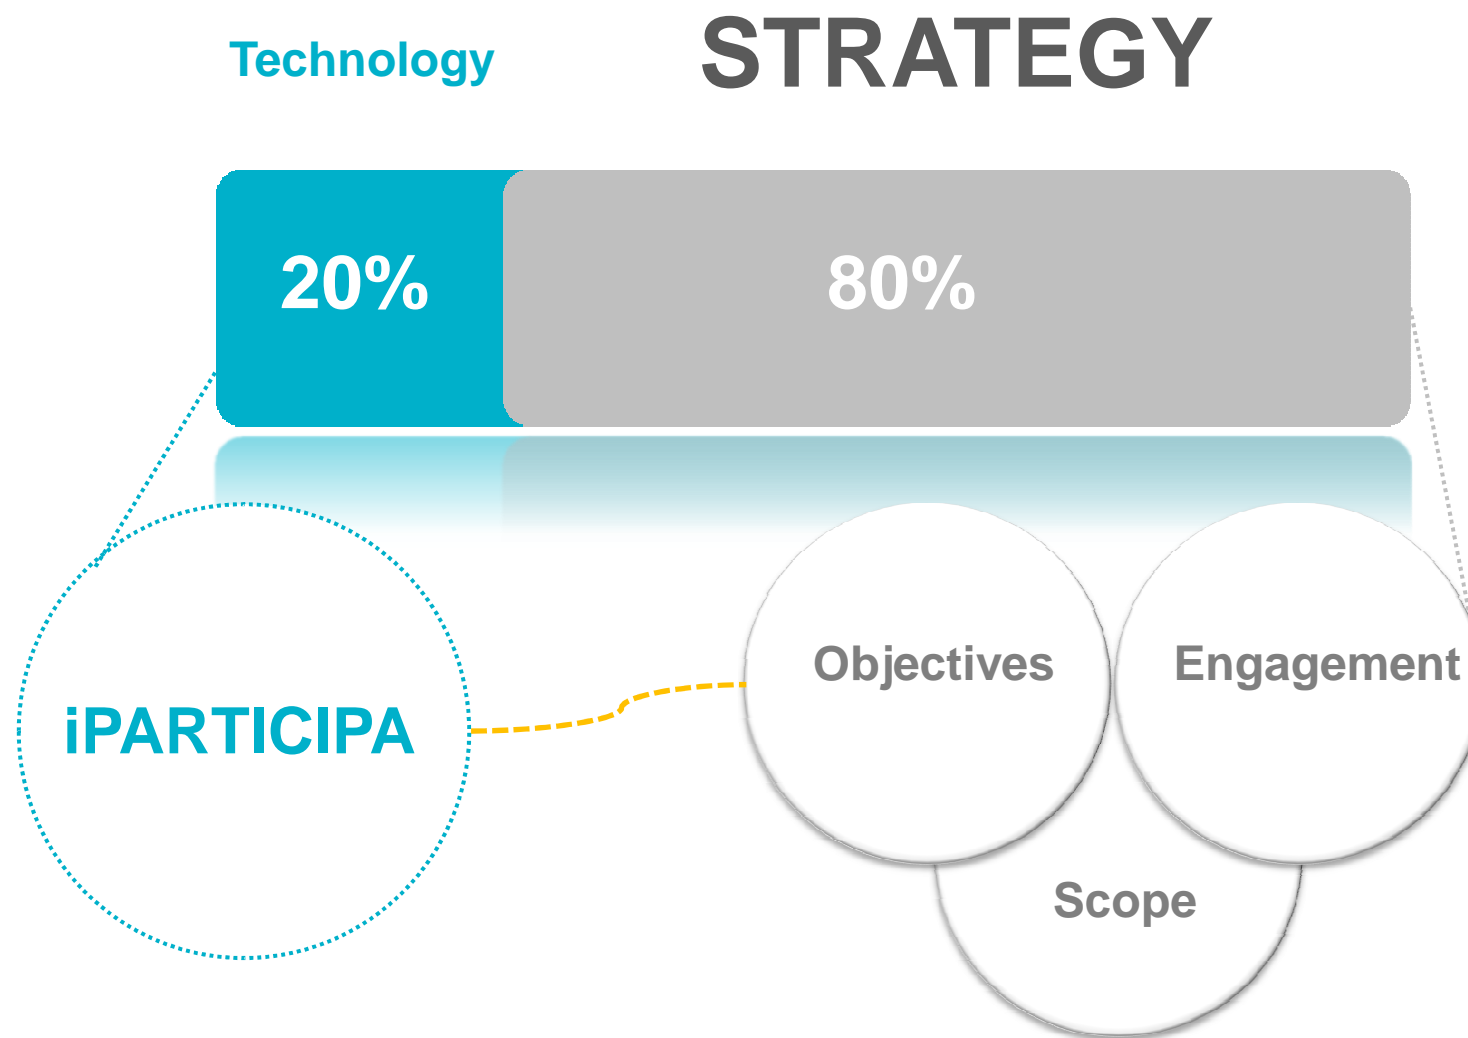 Technology
STRATEGY
20%
80%
iPARTICIPA
Objectives
Engagement
Scope